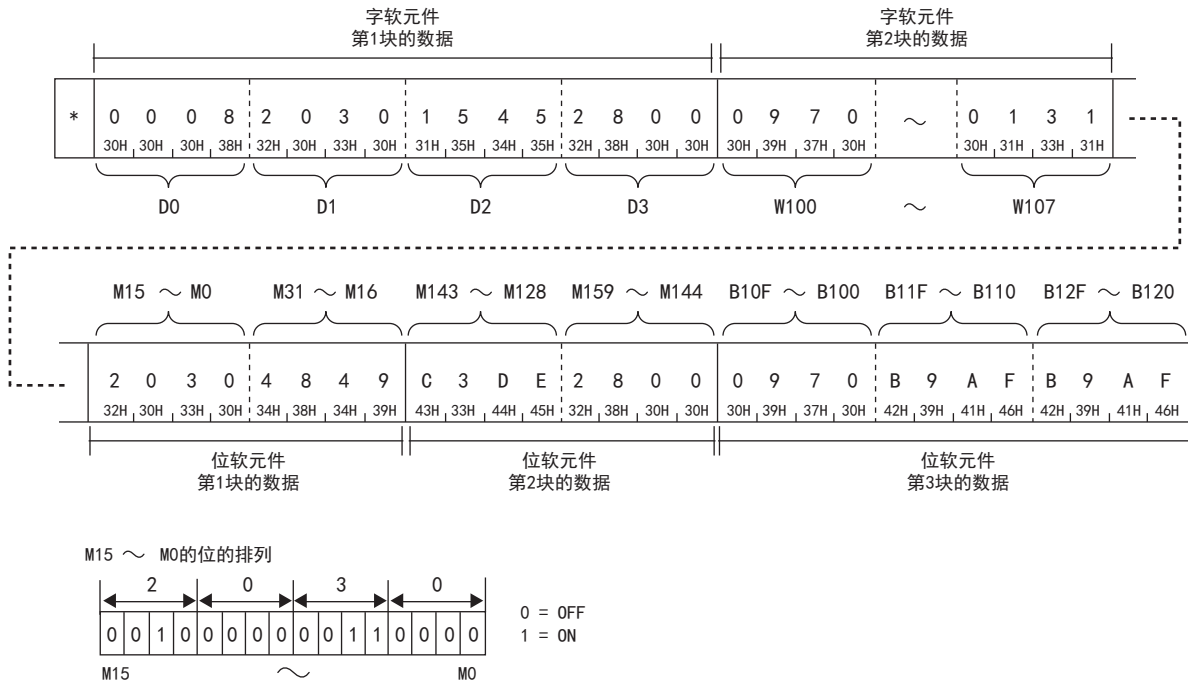 字软元件
第1块的数据
字软元件
第2块的数据
* 0 0 0 8 2 0 3 0 1 5 4 5 2 8 0 0 0 9 7 0 ～ 0 1 3 1
30H 30H 30H 38H 32H 30H 33H 30H 31H 35H 34H 35H 32H 38H 30H 30H 30H 39H 37H 30H 30H 31H 33H 31H
D0 D1 D2 D3 W100 ～ W107
M15 ～ M0 M31 ～ M16 M143 ～ M128 M159 ～ M144 B10F ～ B100 B11F ～ B110 B12F ～ B120
2 0 3 0 4 8 4 9 C 3 D E 2 8 0 0 0 9 7 0 B 9 A F B 9 A F
32H 30H 33H 30H 34H 38H 34H 39H 43H 33H 44H 45H 32H 38H 30H 30H 30H 39H 37H 30H 42H 39H 41H 46H 42H 39H 41H 46H
位软元件
第1块的数据
位软元件
第2块的数据
位软元件
第3块的数据
M15 ～ M0的位的排列
2 0 3 0
0 0 1 0 0 0 0 0 0 0 1 1 0 0 0 0
0 = OFF
1 = ON
M15 ～ M0